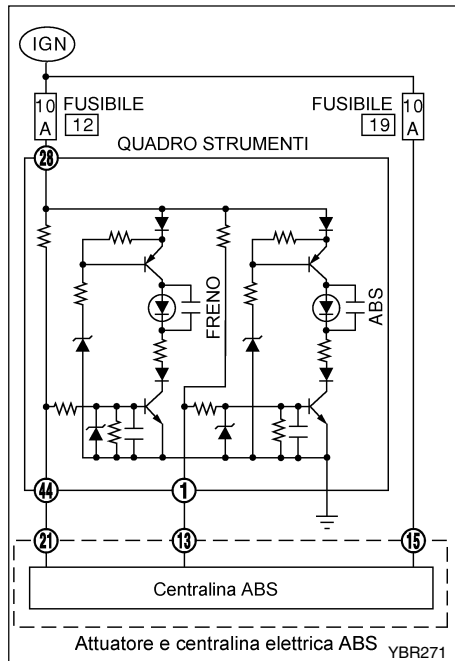 IGN
10 A
FUSIBILE
12
FUSIBILE
19
10 A
QUADRO STRUMENTI
28
FRENO
ABS
44
1
21
13
15
Centralina ABS
Attuatore e centralina elettrica ABS
YBR271